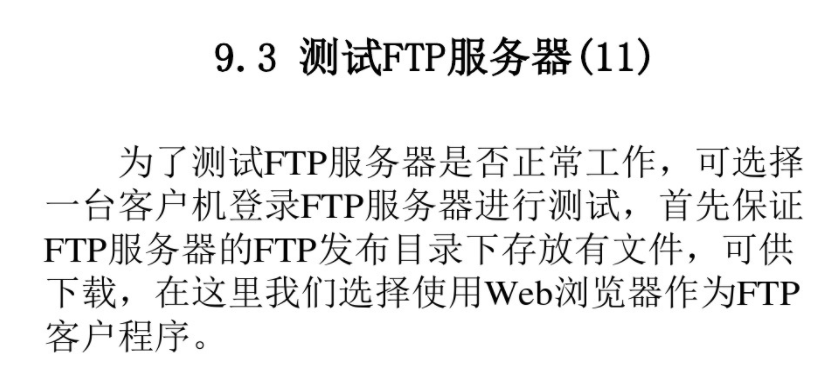 9.3 测试FTP服务器(11)
为了测试FTP服务器是否正常工作，可选择
一台客户机登录FTP服务器进行测试，首先保证
FTP服务器的FTP发布目录下存放有文件，可供
下载，在这里我们选择使用Web浏览器作为FTP
客户程序。